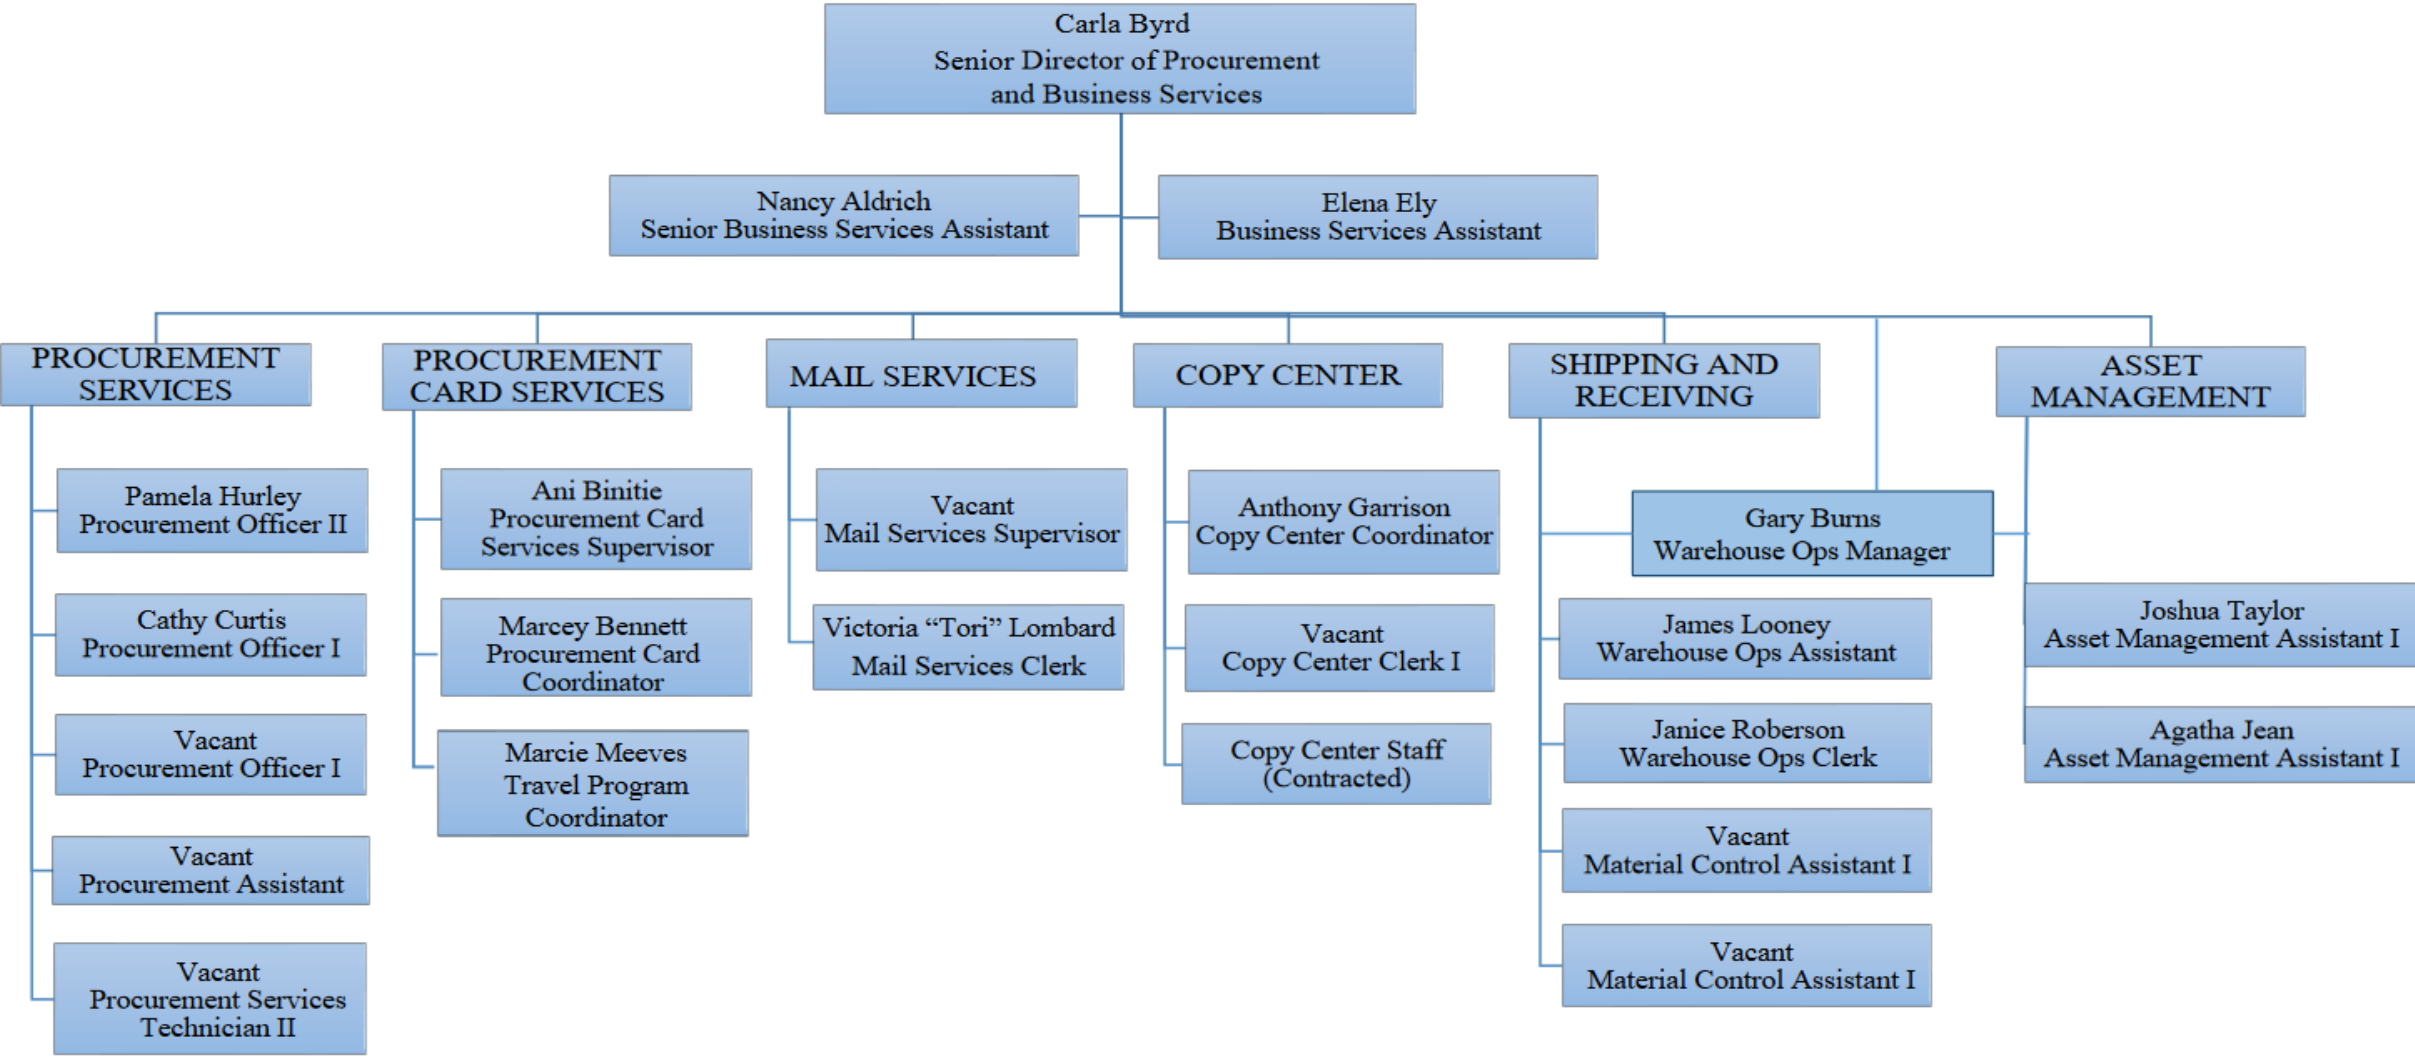 Carla Byrd
Senior Director of Procurement
and Business Services
Nancy Aldrich
Senior Business Services Assistant
Elena Ely
Business Services Assistant
PROCUREMENT
SERVICES
Pamela Hurley
Procurement Officer II
Cathy Curtis
Procurement Officer I
Vacant
Procurement Officer I
Vacant
Procurement Assistant
Vacant
Procurement Services
Technician II
PROCUREMENT
CARD SERVICES
Ani Binitie
Procurement Card
Services Supervisor
Marcey Bennett
Procurement Card
Coordinator
Marcie Meeves
Travel Program
Coordinator
MAIL SERVICES
Vacant
Mail Services Supervisor
Victoria “Tori” Lombard
Mail Services Clerk
COPY CENTER
Anthony Garrison
Copy Center Coordinator
Vacant
Copy Center Clerk I
Copy Center Staff
(Contracted)
SHIPPING AND
RECEIVING
Gary Burns
Warehouse Ops Manager
James Looney
Warehouse Ops Assistant
Janice Roberson
Warehouse Ops Clerk
Vacant
Material Control Assistant I
Vacant
Material Control Assistant I
ASSET
MANAGEMENT
Joshua Taylor
Asset Management Assistant I
Agatha Jean
Asset Management Assistant I